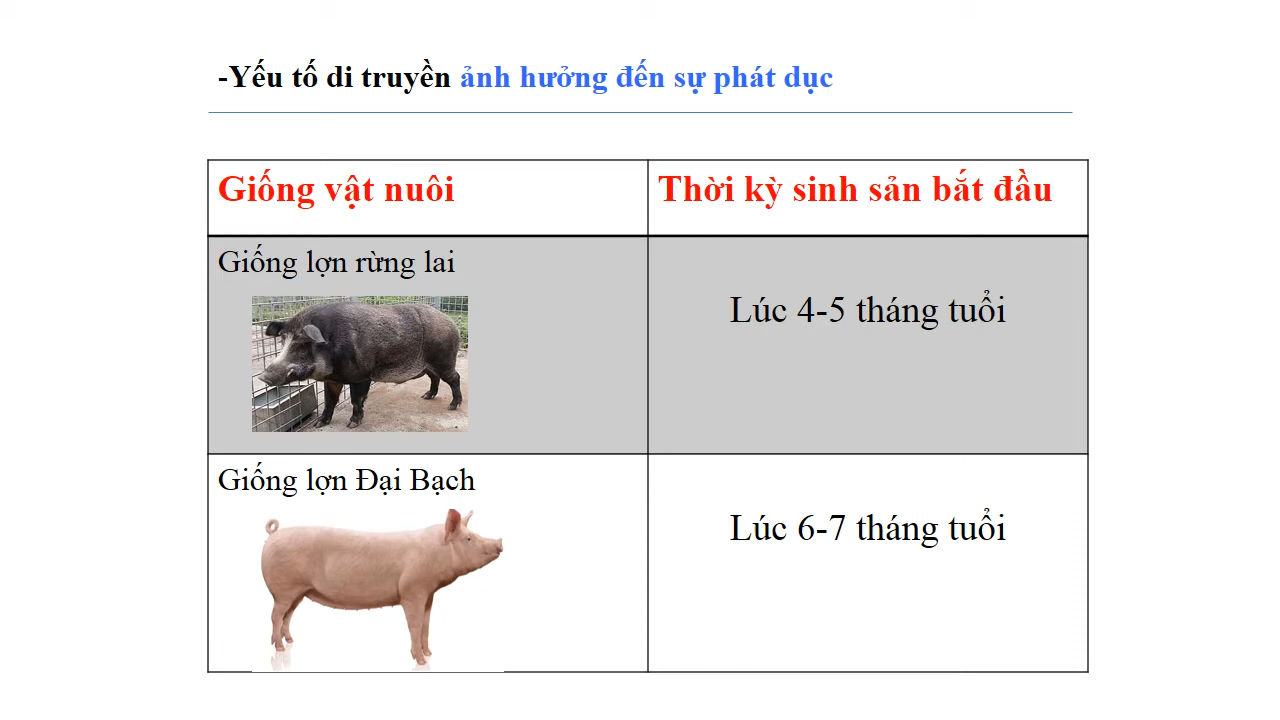 -Yếu tố di truyền ảnh hưởng đến sự phát dục
Giống vật nuôi
Thời kỳ sinh sản bắt đầu
Giống lợn rừng lai
Lúc 4-5 tháng tuổi
Giống lợn Đại Bạch
Lúc 6-7 tháng tuổi